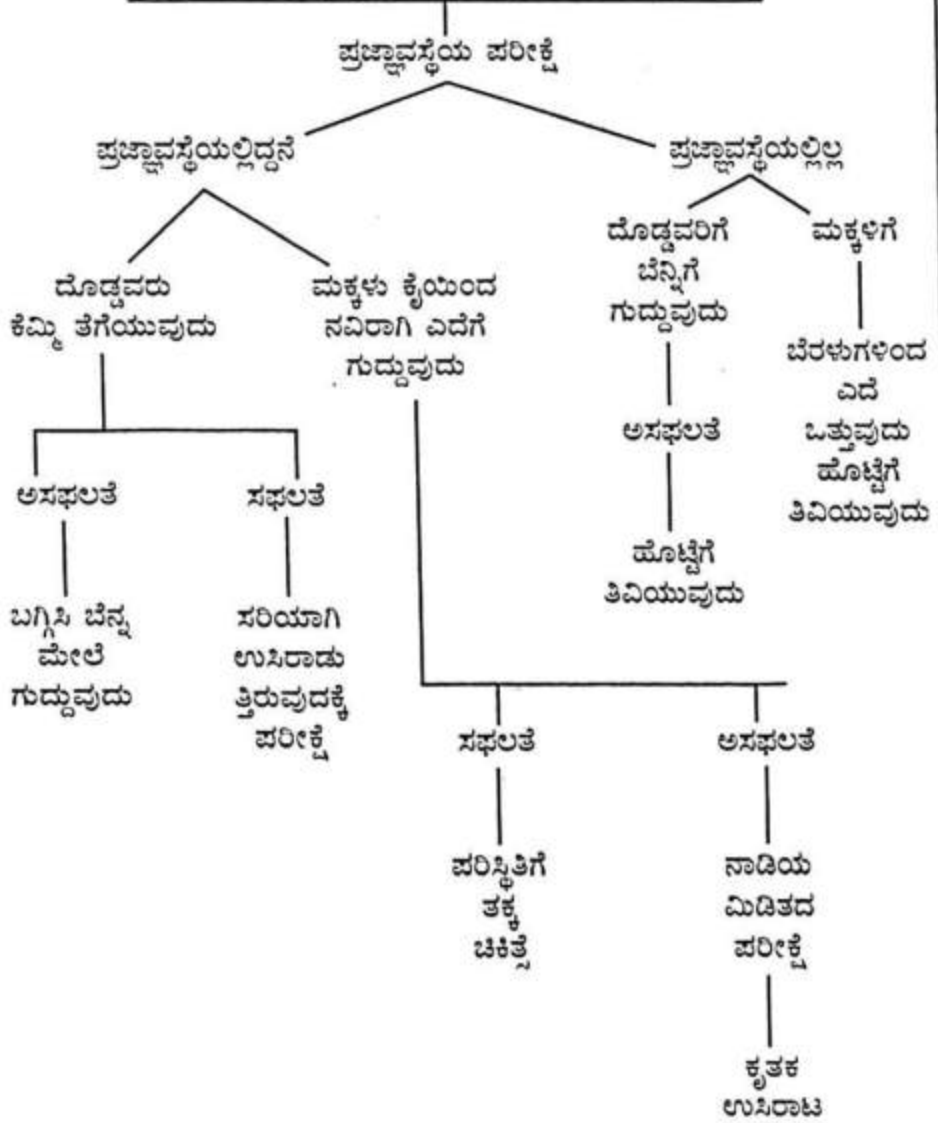 ಪ್ರಜ್ಞಾವಸ್ಥೆಯ ಪರೀಕ್ಷೆ
ಪ್ರಜ್ಞಾವಸ್ಥೆಯಲ್ಲಿದ್ದನೆ
ಪ್ರಜ್ಞಾವಸ್ಥೆಯಲ್ಲಿಲ್ಲ
ದೊಡ್ಡವರು
ಕೆಮ್ಮಿ ತೆಗೆಯುವುದು
ಮಕ್ಕಳು ಕೈಯಿಂದ
ನವಿರಾಗಿ ಎದೆಗೆ
ಗುದ್ದುವುದು
ದೊಡ್ಡವರಿಗೆ
ಬೆನ್ನಿಗೆ
ಗುದ್ದುವುದು
ಮಕ್ಕಳಿಗೆ
ಬೆರಳುಗಳಿಂದ
ಎದೆ
ಒತ್ತುವುದು
ಹೊಟ್ಟೆಗೆ
ತಿವಿಯುವುದು
ಅಸಫಲತೆ
ಹೊಟ್ಟೆಗೆ
ತಿವಿಯುವುದು
ಅಸಫಲತೆ
ಸಫಲತೆ
ಬಗ್ಗಿಸಿ ಬೆನ್ನ
ಮೇಲೆ
ಗುದ್ದುವುದು
ಸರಿಯಾಗಿ
ಉಸಿರಾಡು
ತ್ತಿರುವುದಕ್ಕೆ
ಪರೀಕ್ಷೆ
ಸಫಲತೆ
ಅಸಫಲತೆ
ಪರಿಸ್ಥಿತಿಗೆ
ತಕ್ಕ
ಚಿಕಿತ್ಸೆ
ನಾಡಿಯ
ಮಿಡಿತದ
ಪರೀಕ್ಷೆ
ಕೃತಕ
ಉಸಿರಾಟ